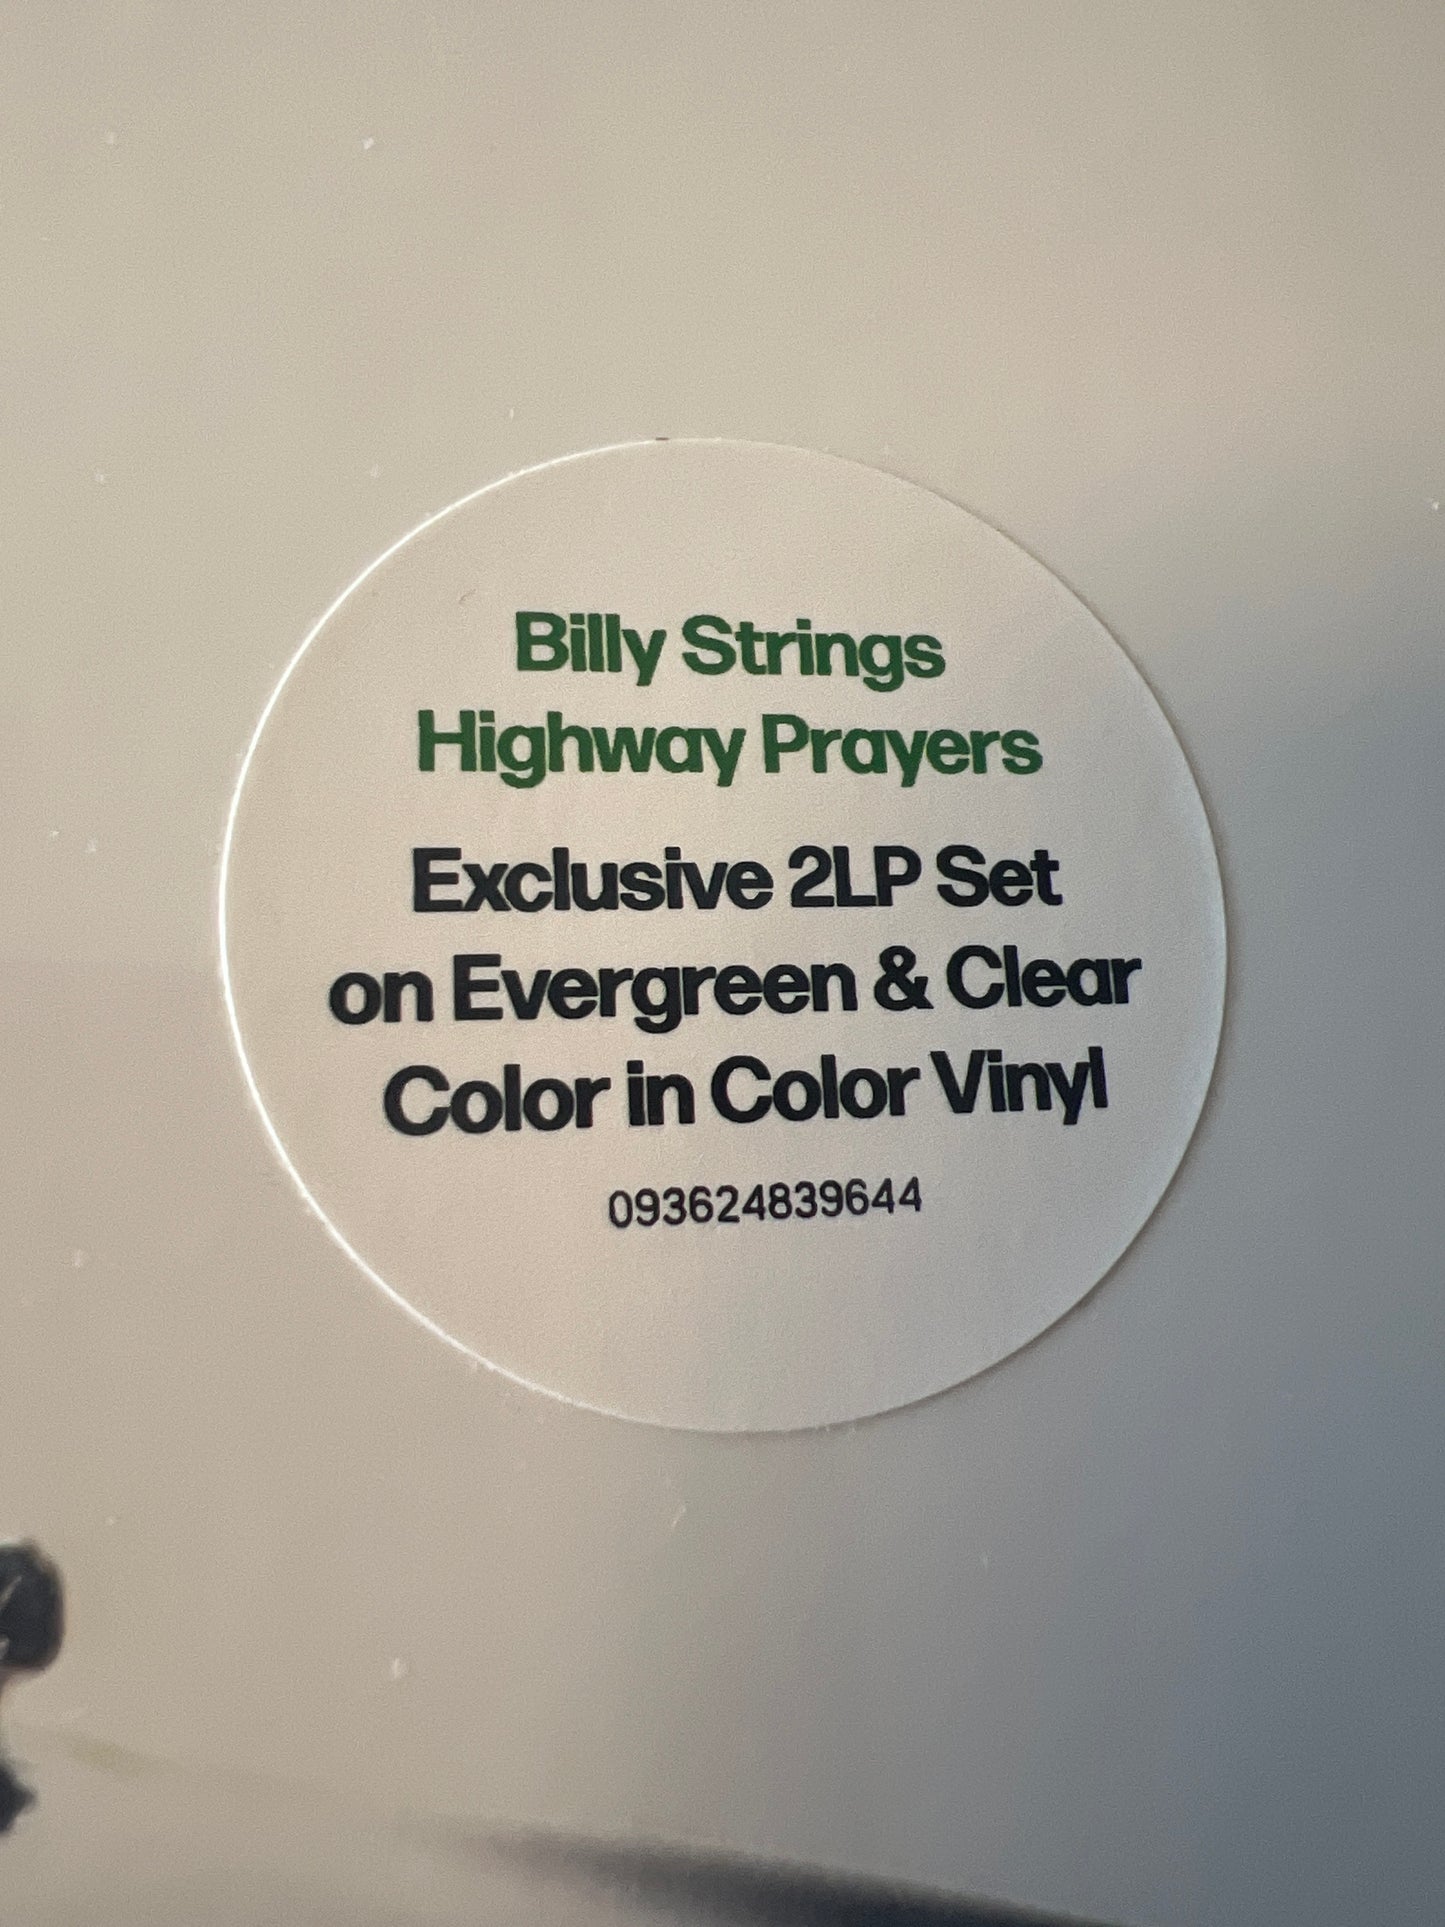 Billy Strings
Highway Prayers
Exclusive 2LP Set
on Evergreen & Clear
Color in Color Vinyl
093624839644